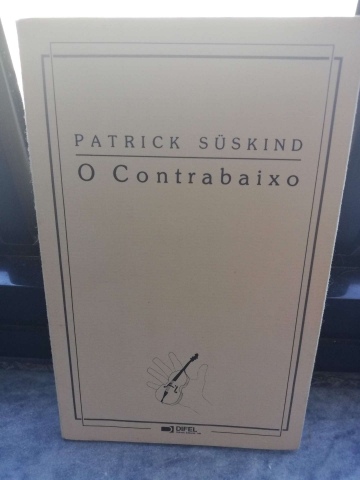 PATRICK SÜSKIND
O Contrabaixo
DIFEL